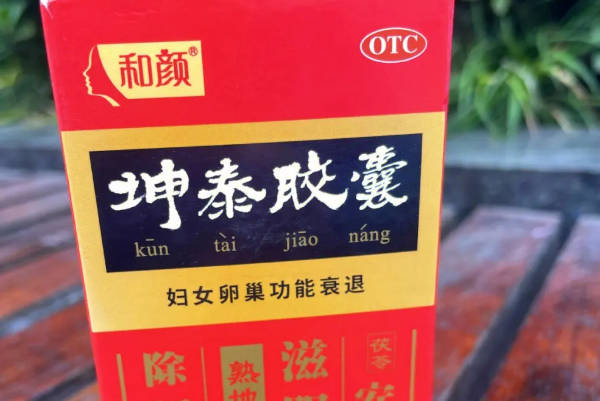 和颜®
OTC
坤泰胶囊
kūn tài jiāo náng
妇女卵巢功能衰退
茯苓
安
滋
熟地
除